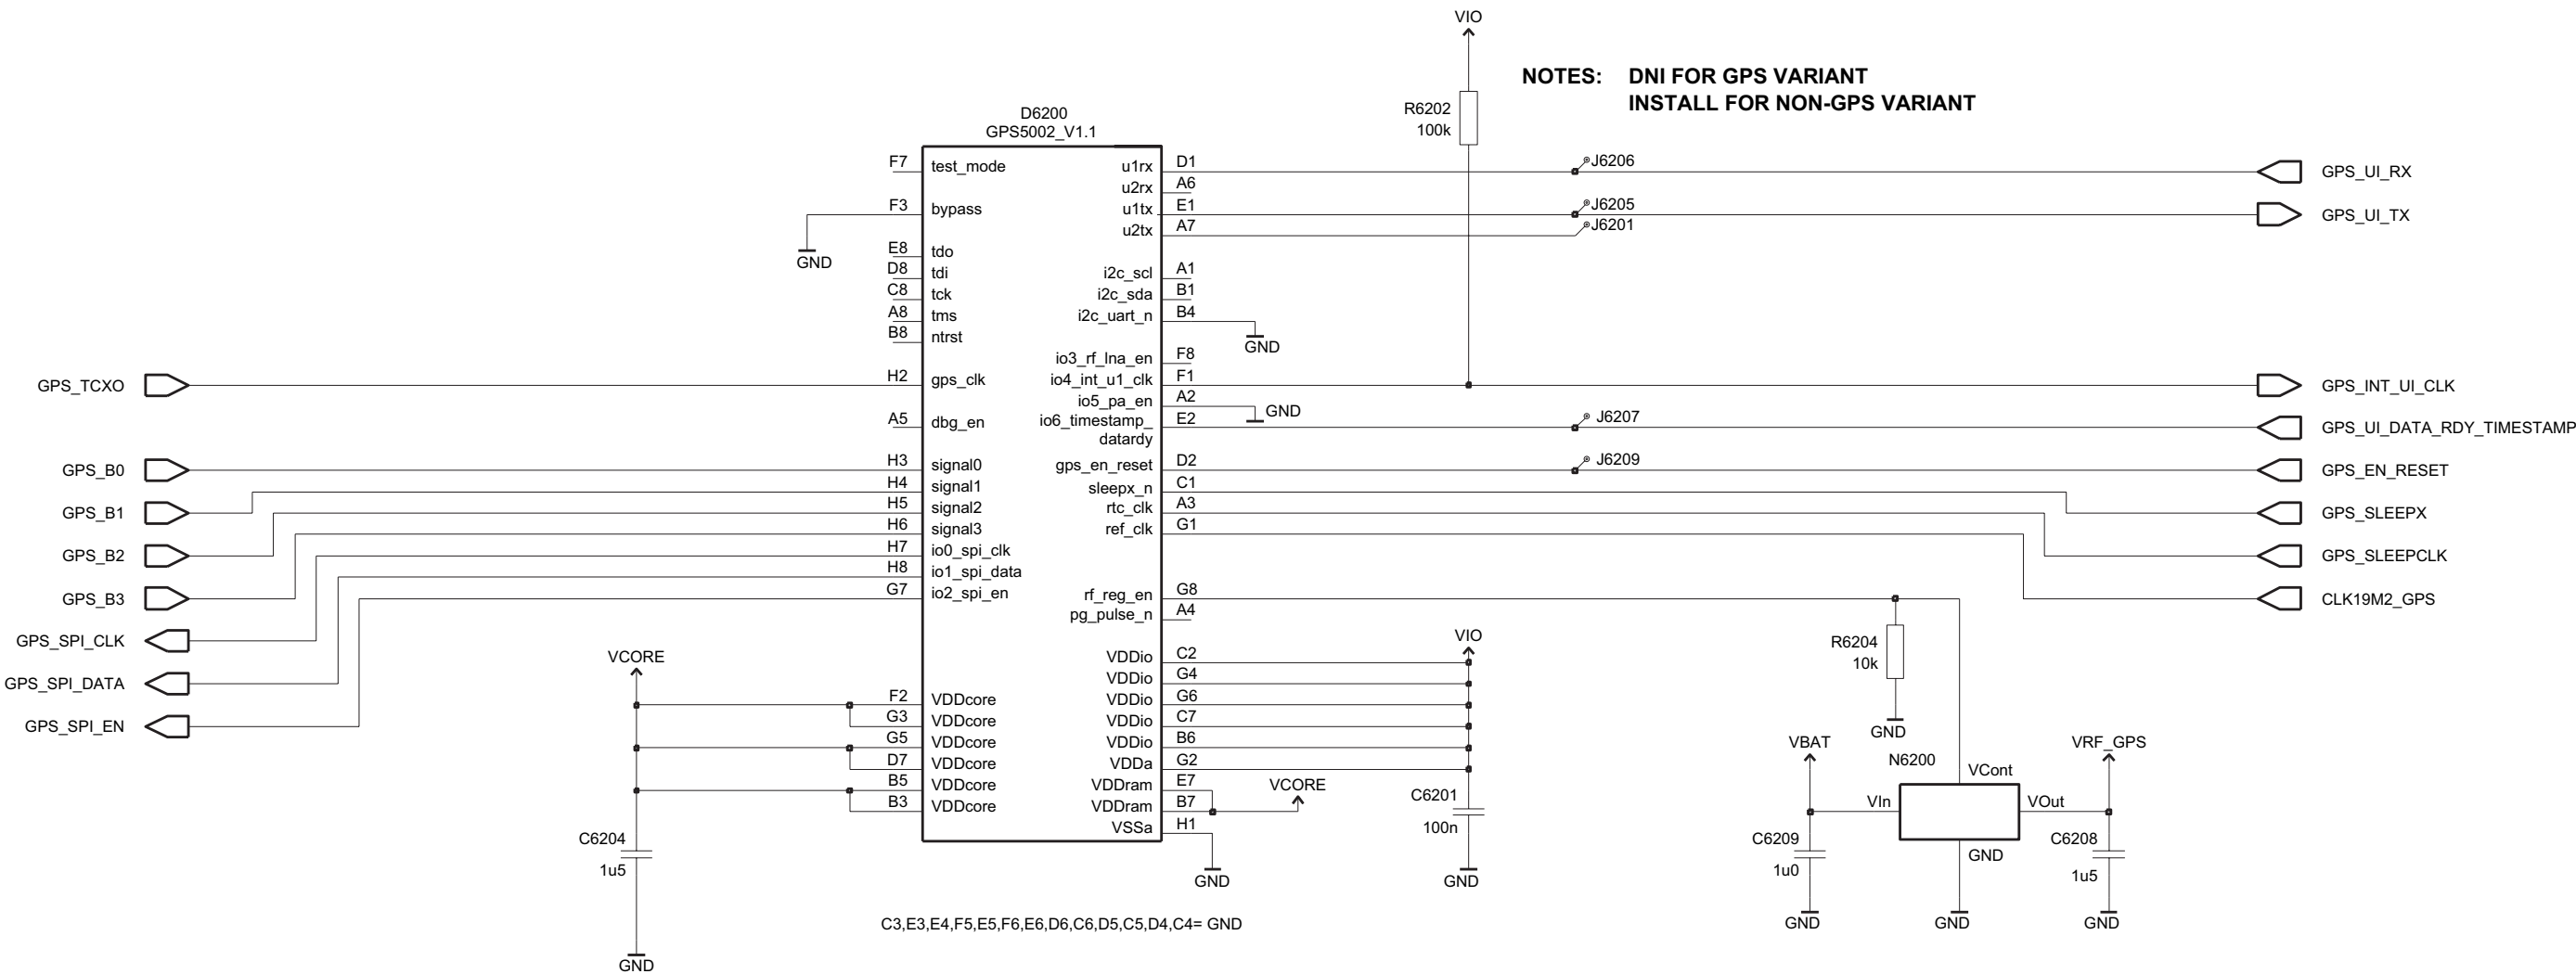 VIO
NOTES: DNI FOR GPS VARIANT
INSTALL FOR NON-GPS VARIANT
R6202
100k
D6200
GPS5002_V1.1
F7 test_mode
F3 bypass
GND
E8 tdo
D8 tdi
C8 tck
A8 tms
B8 ntrst
GPS_TCXO H2 gps_clk
A5 dbg_en
GPS_B0 H3 signal0
GPS_B1 H4 signal1
GPS_B2 H5 signal2
GPS_B3 H6 signal3
GPS_SPI_CLK H7 io0_spi_clk
GPS_SPI_DATA H8 io1_spi_data
GPS_SPI_EN G7 io2_spi_en
VCORE
F2 VDDcore
G3 VDDcore
G5 VDDcore
D7 VDDcore
B5 VDDcore
B3 VDDcore
C6204
1u5
GND
u1rx D1 J6206 GPS_UI_RX
u2rx A6
u1tx E1 J6205 GPS_UI_TX
u2tx A7 J6201
i2c_scl A1
i2c_sda B1
i2c_uart_n B4
GND
io3_rf_lna_en F8
io4_int_u1_clk F1 GPS_INT_UI_CLK
io5_pa_en A2 GND
io6_timestamp_ E2 J6207 GPS_UI_DATA_RDY_TIMESTAMP
datardy
gps_en_reset D2 J6209 GPS_EN_RESET
sleepx_n C1 GPS_SLEEPX
rtc_clk A3 GPS_SLEEPCLK
ref_clk G1 CLK19M2_GPS
rf_reg_en G8
pg_pulse_n A4
VIO
VDDio C2
VDDio G4
VDDio G6
VDDio C7
VDDio B6
VDDa G2
VDDram E7
VDDram B7 VCORE
VSSa H1
GND
C6201
100n
GND
R6204
10k
GND
VBAT
N6200
VCont
VRF_GPS
VIn
VOut
GND
C6209
1u0
GND
GND
C6208
1u5
GND
C3,E3,E4,F5,E5,F6,E6,D6,C6,D5,C5,D4,C4= GND